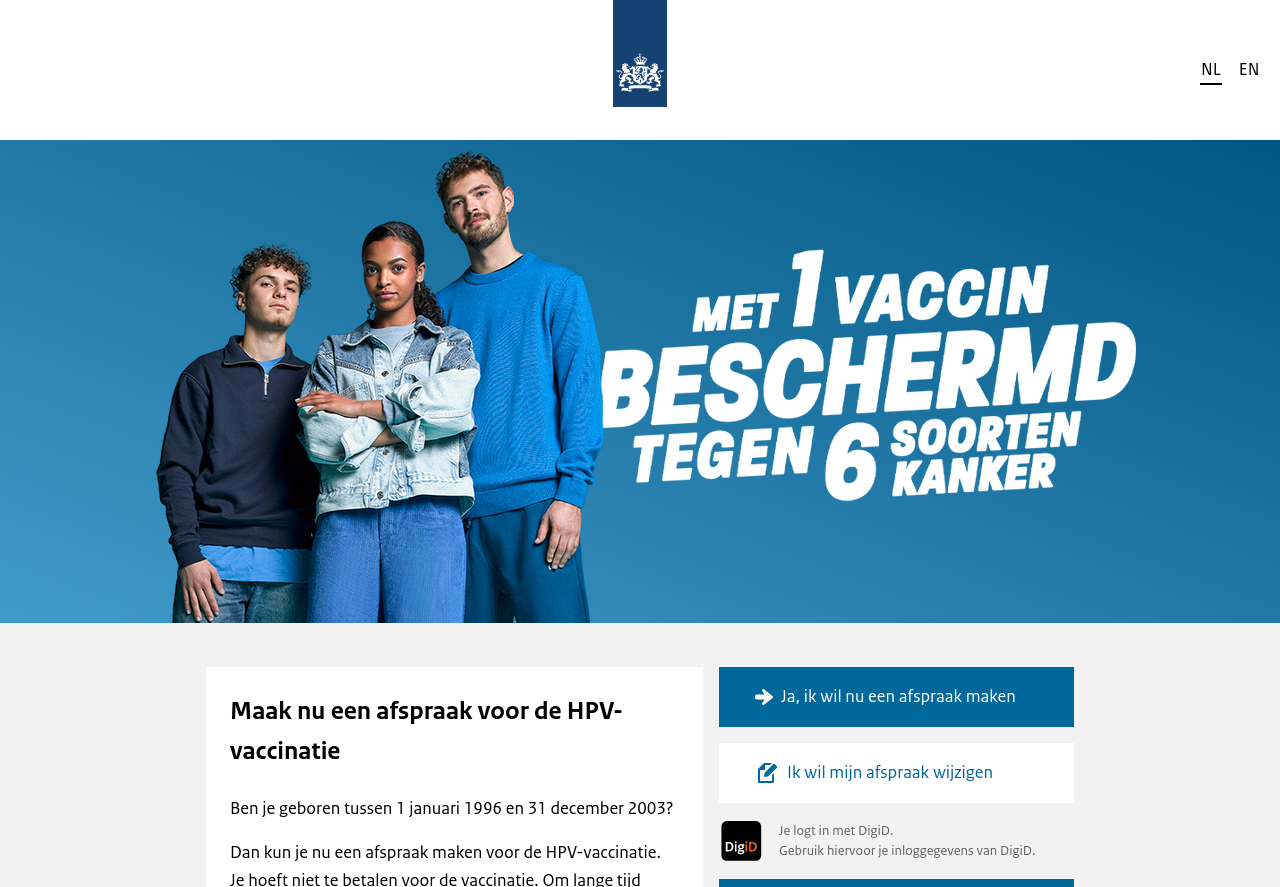 NL EN
MET 1 VACCIN
BESCHERMD
TEGEN 6 SOORTEN
KANKER
Maak nu een afspraak voor de HPV-
vaccinatie
Ben je geboren tussen 1 januari 1996 en 31 december 2003?
Dan kun je nu een afspraak maken voor de HPV-vaccinatie.
Je hoeft niet te betalen voor de vaccinatie. Om lange tijd
Ja, ik wil nu een afspraak maken
Ik wil mijn afspraak wijzigen
DigiD
Je logt in met DigiD.
Gebruik hiervoor je inloggegevens van DigiD.